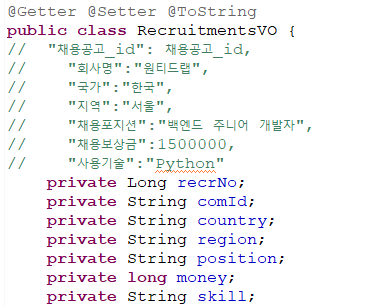 @Getter @Setter @ToString
public class RecruitmentsVO {
//  "채용공고_id": 채용공고_id,
//    "회사명":"원티드랩",
//    "국가":"한국",
//    "지역":"서울",
//    "채용포지션":"백엔드 주니어 개발자",
//    "채용보상금":1500000,
//    "사용기술":"Python"
    private Long recrNo;
    private String comId;
    private String country;
    private String region;
    private String position;
    private long money;
    private String skill;